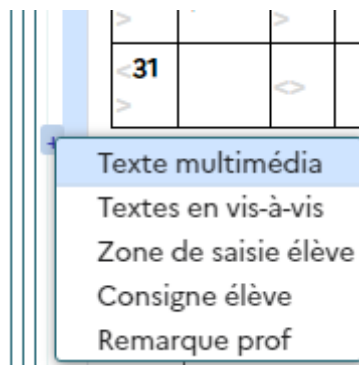 > >
<31 <>
>
+
Texte multimédia
Textes en vis-à-vis
Zone de saisie élève
Consigne élève
Remarque prof